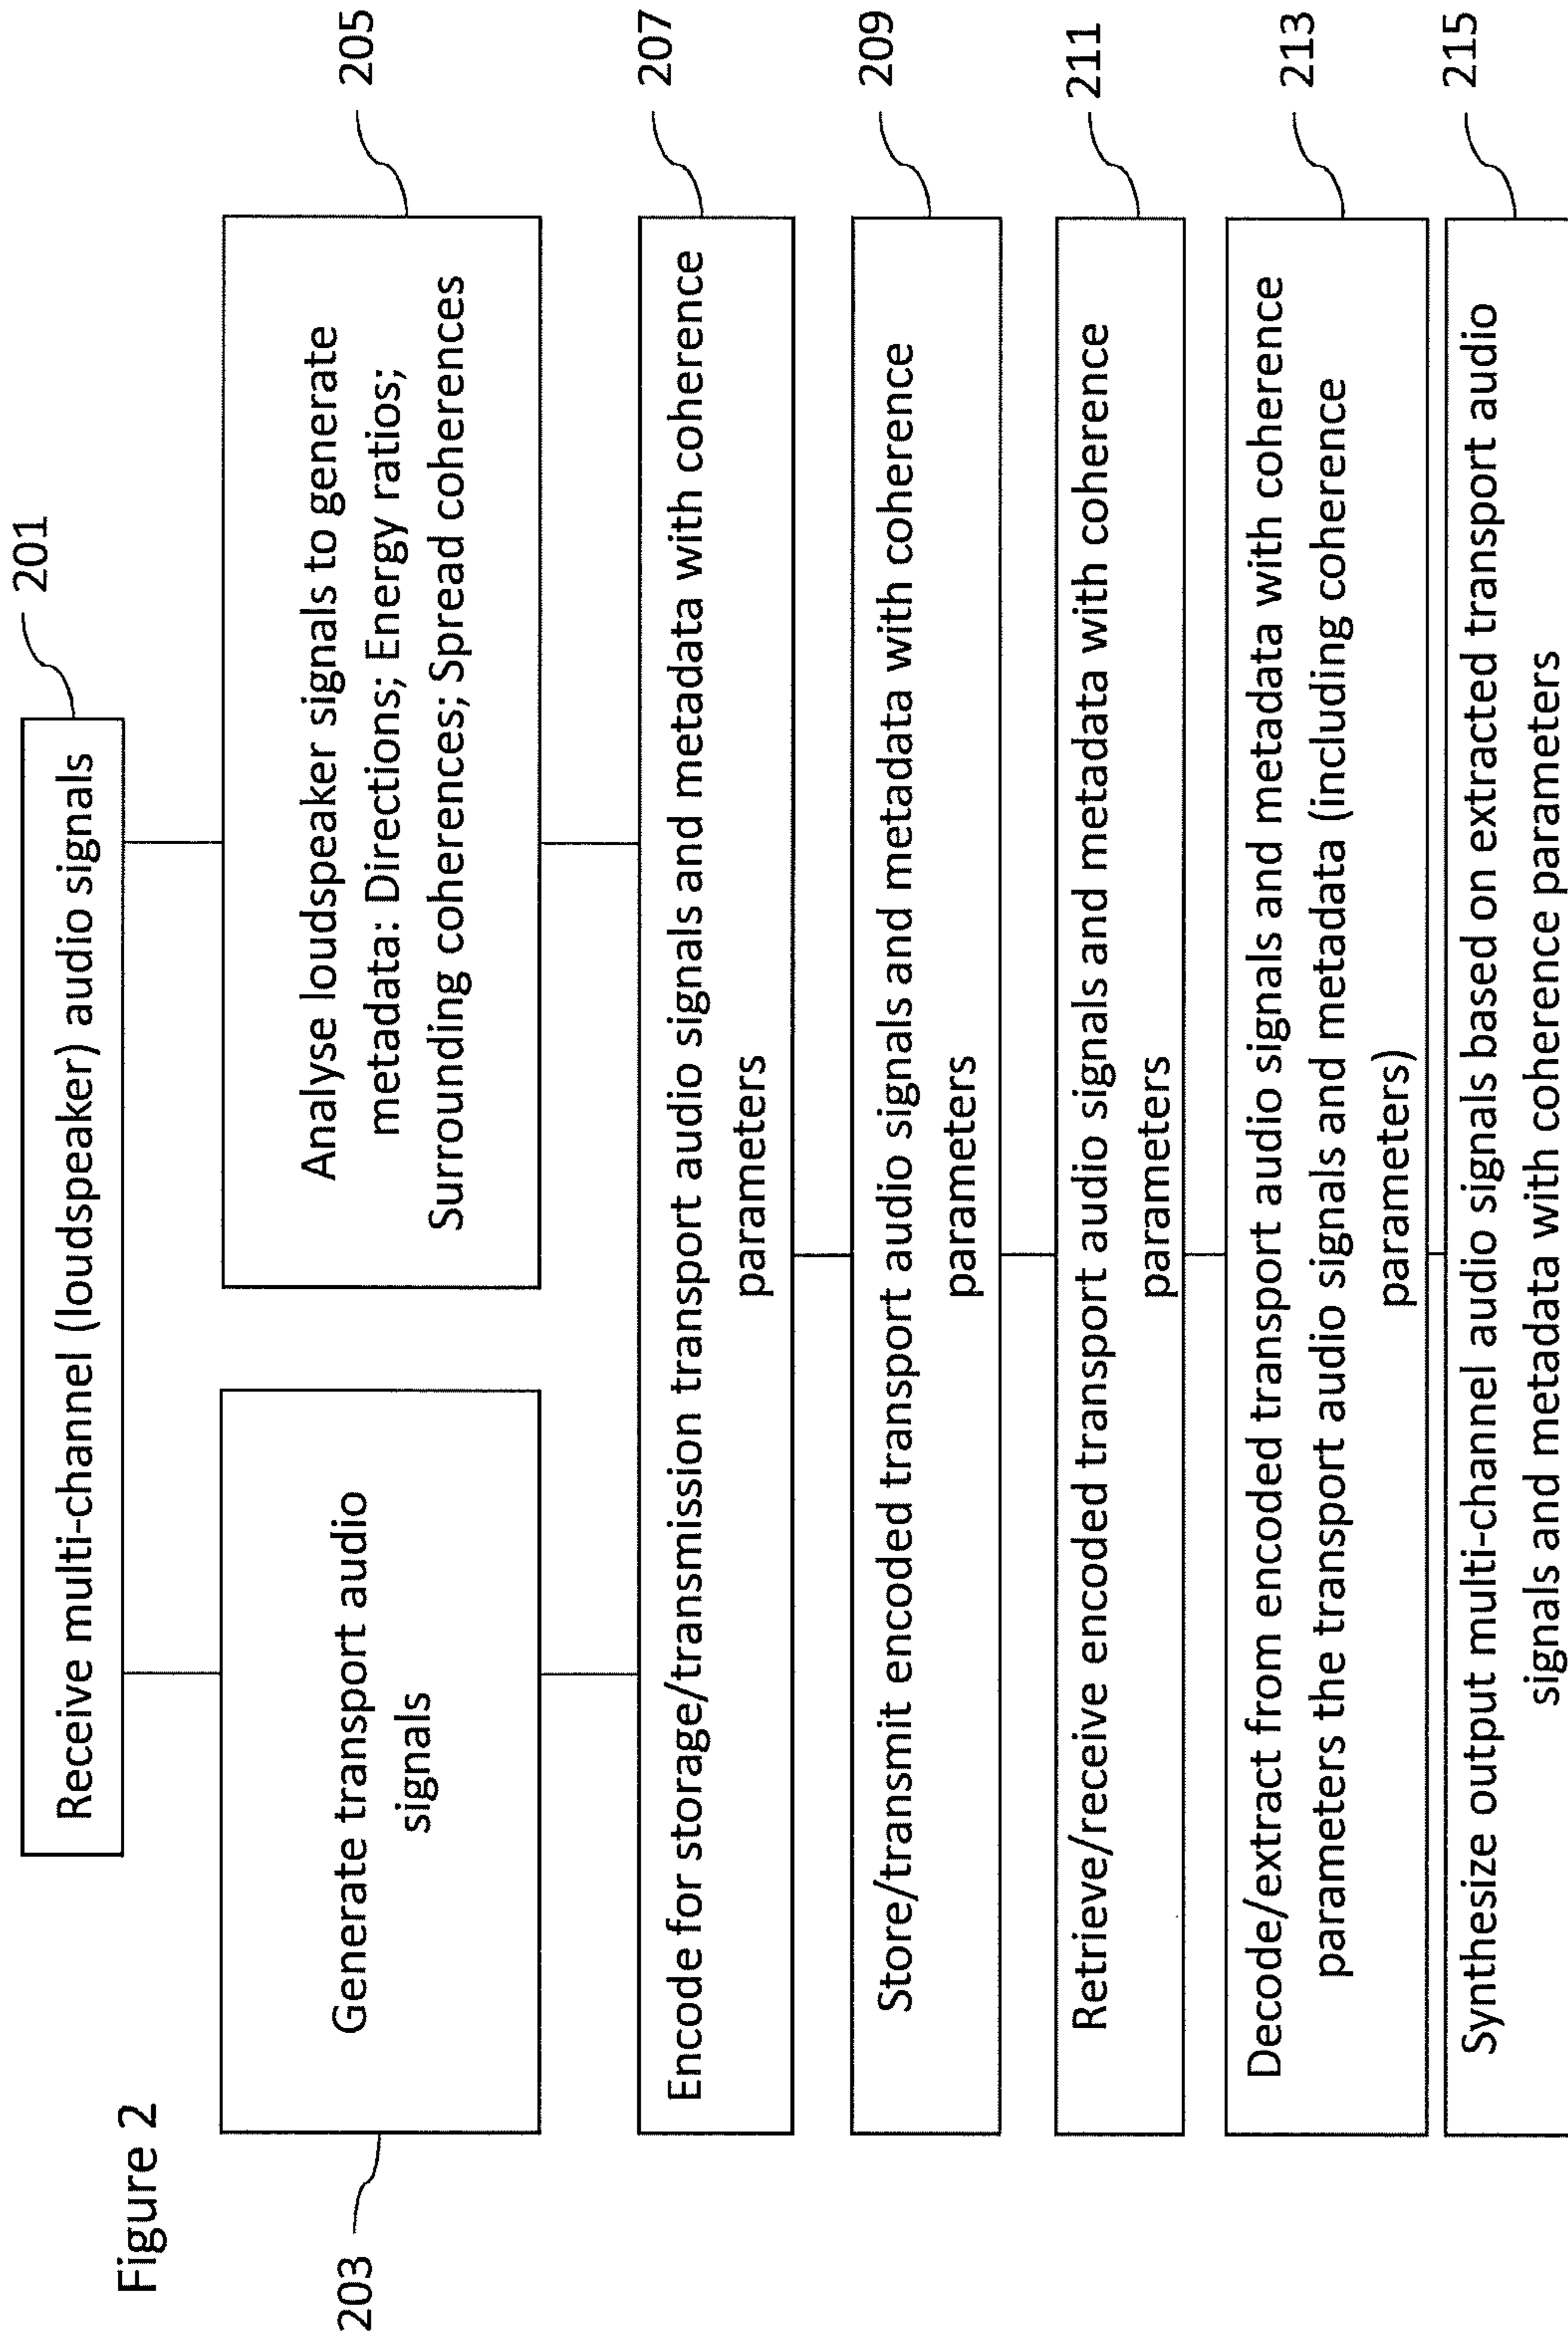 Figure 2
201
Receive multi-channel (loudspeaker) audio signals
203
Generate transport audio
signals
205
Analyse loudspeaker signals to generate
metadata: Directions; Energy ratios;
Surrounding coherences; Spread coherences
207
Encode for storage/transmission transport audio signals and metadata with coherence
parameters
209
Store/transmit encoded transport audio signals and metadata with coherence
parameters
211
Retrieve/receive encoded transport audio signals and metadata with coherence
parameters
213
Decode/extract from encoded transport audio signals and metadata with coherence
parameters the transport audio signals and metadata (including coherence
parameters)
215
Synthesize output multi-channel audio signals based on extracted transport audio
signals and metadata with coherence parameters